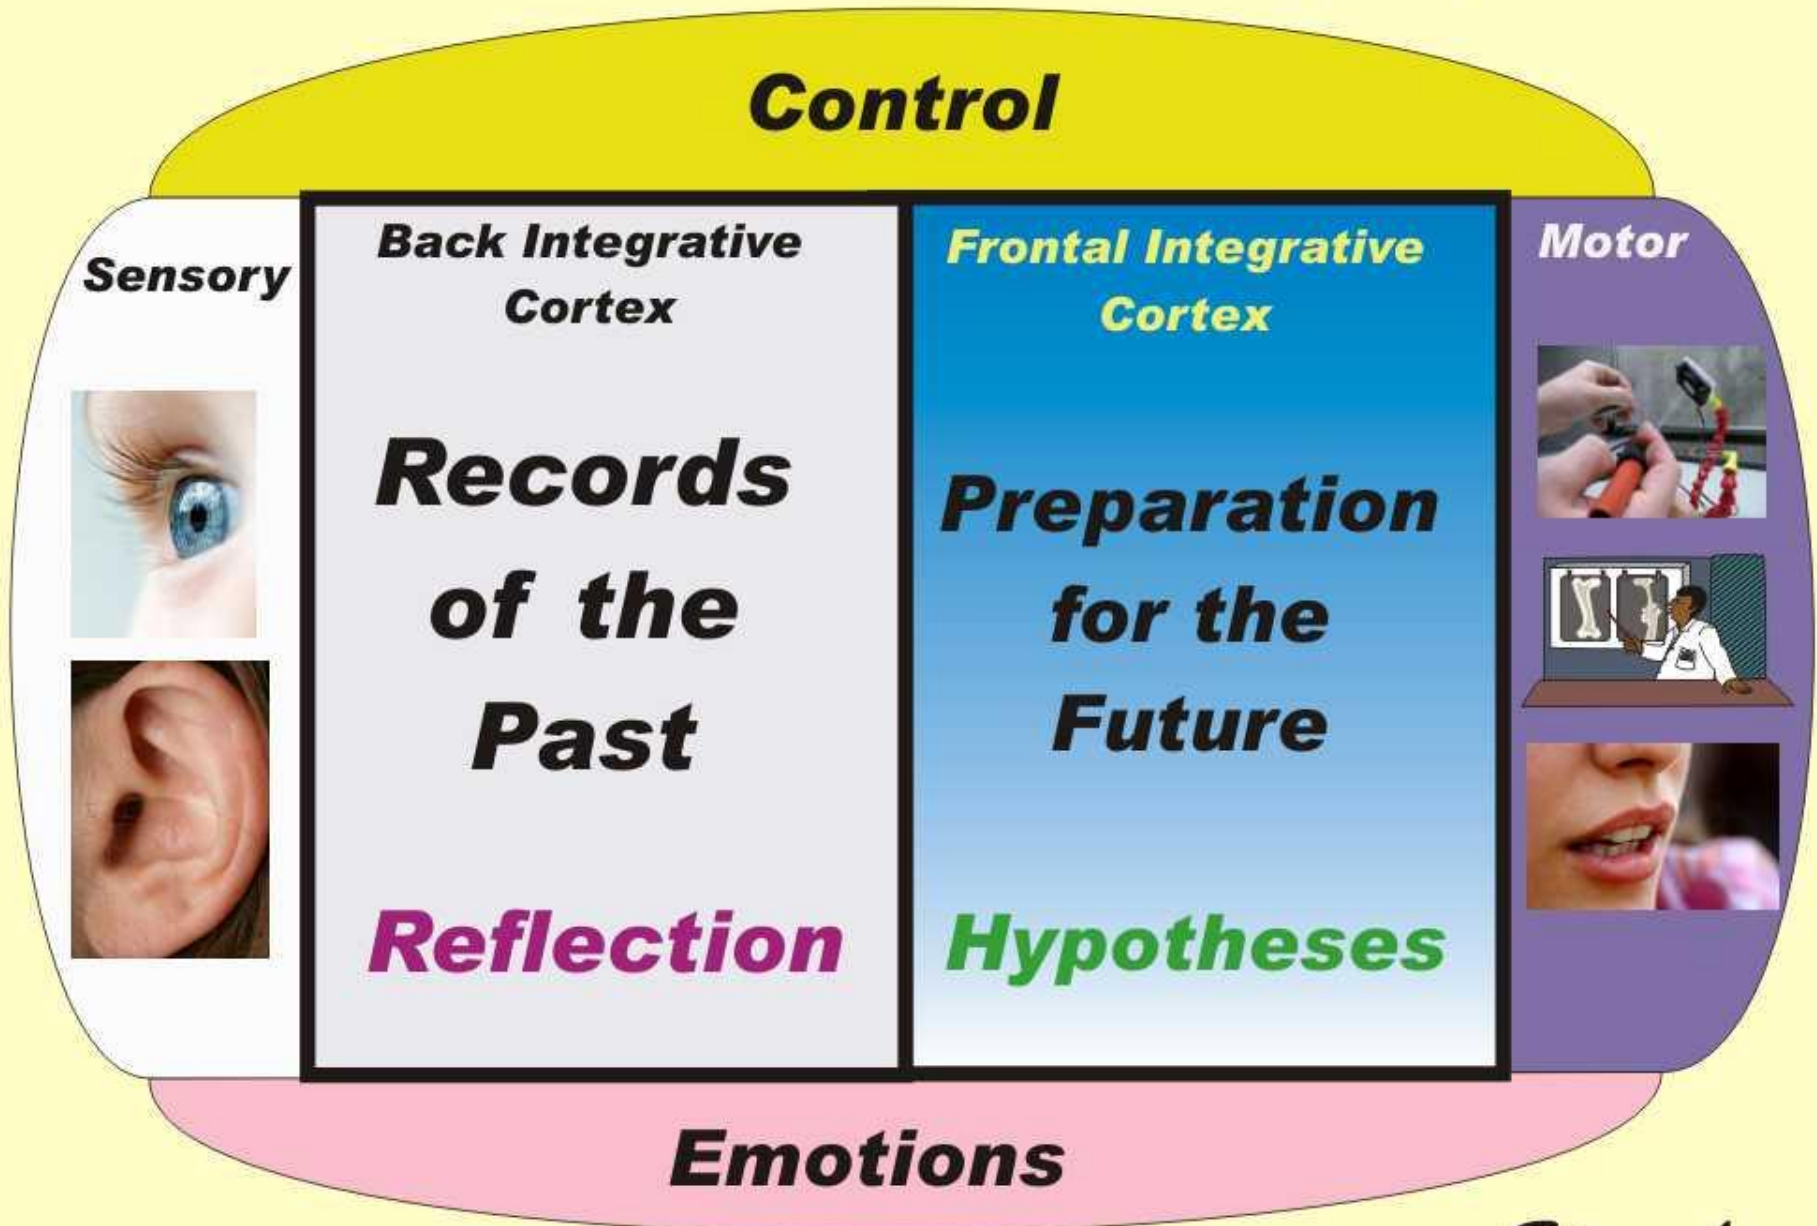 Control
Sensory
Back Integrative
Cortex
Records
of the
Past
Reflection
Frontal Integrative
Cortex
Preparation
for the
Future
Hypotheses
Motor
Emotions